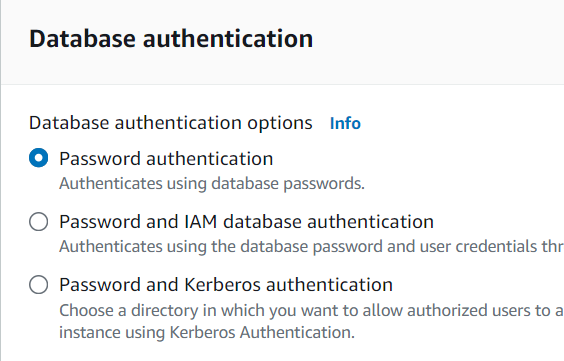 Database authentication
Database authentication options Info
Password authentication
Authenticates using database passwords.
Password and IAM database authentication
Authenticates using the database password and user credentials thr
Password and Kerberos authentication
Choose a directory in which you want to allow authorized users to a
instance using Kerberos Authentication.